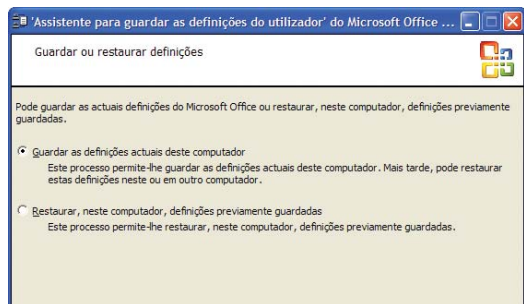 'Assistente para guardar as definições do utilizador' do Microsoft Office ...
Guardar ou restaurar definições
Pode guardar as actuais definições do Microsoft Office ou restaurar, neste computador, definições previamente
guardadas.
Guardar as definições actuais deste computador
Este processo permite-lhe guardar as definições actuais deste computador. Mais tarde, pode restaurar
estas definições neste ou em outro computador.
Restaurar, neste computador, definições previamente guardadas
Este processo permite-lhe restaurar, neste computador, definições previamente guardadas.